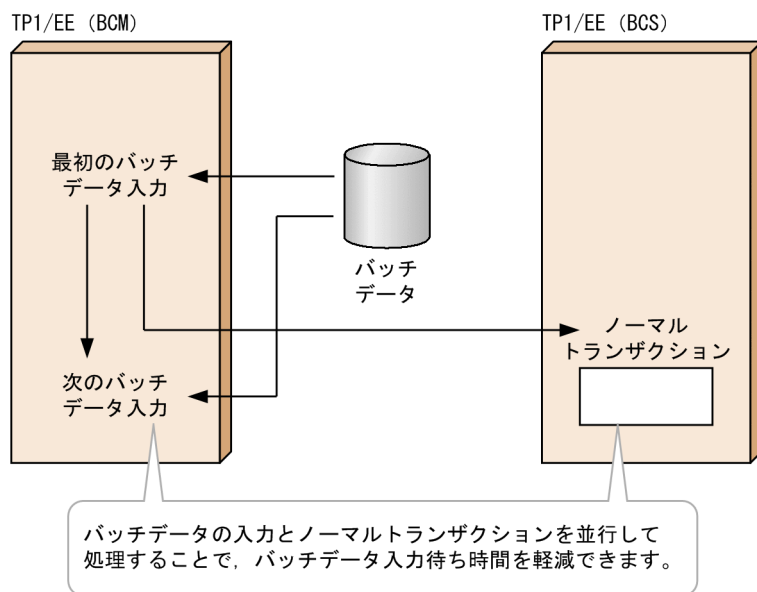 TP1/EE（BCM）
TP1/EE（BCS）
最初のバッチ
データ入力
バッチ
データ
ノーマル
トランザクション
次のバッチ
データ入力
バッチデータの入力とノーマルトランザクションを並行して
処理することで，バッチデータ入力待ち時間を軽減できます。